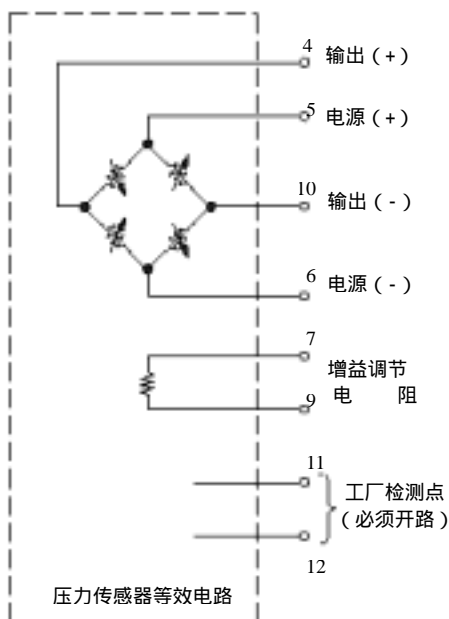 4
输出（+）
5
电源（+）
10
输出（-）
6
电源（-）
7
增益调节
电 阻
9
11
工厂检测点
（必须开路）
12
压力传感器等效电路